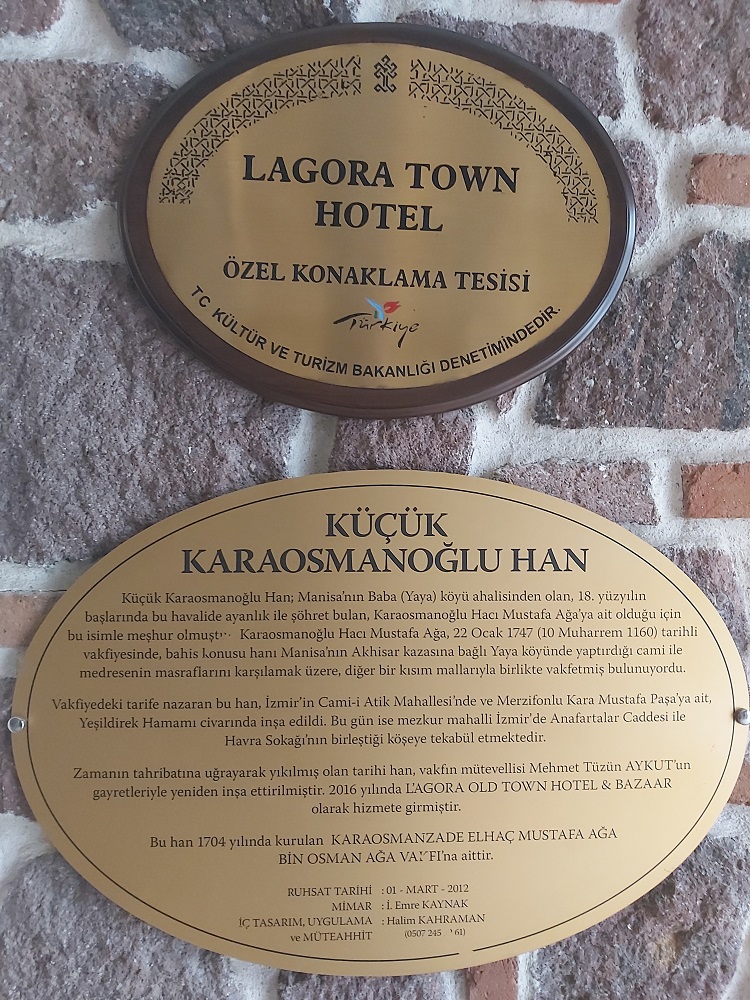 LAGORA TOWN
HOTEL
ÖZEL KONAKLAMA TESİSİ
Türkiye
T.C. KÜLTÜR VE TURİZM BAKANLIĞI DENETİMİNDEDİR.
KÜÇÜK
KARAOSMANOĞLU HAN
Küçük Karaosmanoğlu Han; Manisa'nın Baba (Yaya) köyü ahalisinden olan, 18. yüzyılın
başlarında bu havalide ayanlık ile şöhret bulan, Karaosmanoğlu Hacı Mustafa Ağa'ya ait olduğu için
bu isimle meşhur Karaosmanoğlu Hacı Mustafa Ağa, 22 Ocak 1747 (10 Muharrem 1160) tarihli
vakfiyesinde, bahis konusu hanı Manisa'nın Akhisar kazasına bağlı Yaya köyünde yaptırdığı cami ile
medresenin masraflarını karşılamak üzere, diğer bir kısım mallarıyla birlikte vakfetmiş bulunuyordu.
Vakfiyedeki tarife nazaran bu han, İzmir'in Cami-i Atik Mahallesi'nde ve Merzifonlu Kara Mustafa Paşa'ya ait,
Yeşildirek Hamamı civarında inşa edildi. Bu gün ise mezkur mahalli İzmir'de Anafartalar Caddesi ile
Havra Sokağı'nın birleştiği köşeye tekabül etmektedir.
Zamanın tahribatına uğrayarak yıkılmış olan tarihi han, vakfın mütevellisi Mehmet Tüzün AYKUT'un
gayretleriyle yeniden inşa ettirilmiştir. 2016 yılında L'AGORA OLD TOWN HOTEL & BAZAAR
olarak hizmete girmiştir.
Bu han 1704 yılında kurulan KARAOSMANZADE ELHAÇ MUSTAFA AĞA
BİN OSMAN AĞA aittir.
RUHSAT TARİHİ : 01 - MART - 2012
MİMAR : İ. Emre KAYNAK
İÇ TASARIM, UYGULAMA : Halim KAHRAMAN
ve MÜTEAHHİT (0507 245 61)